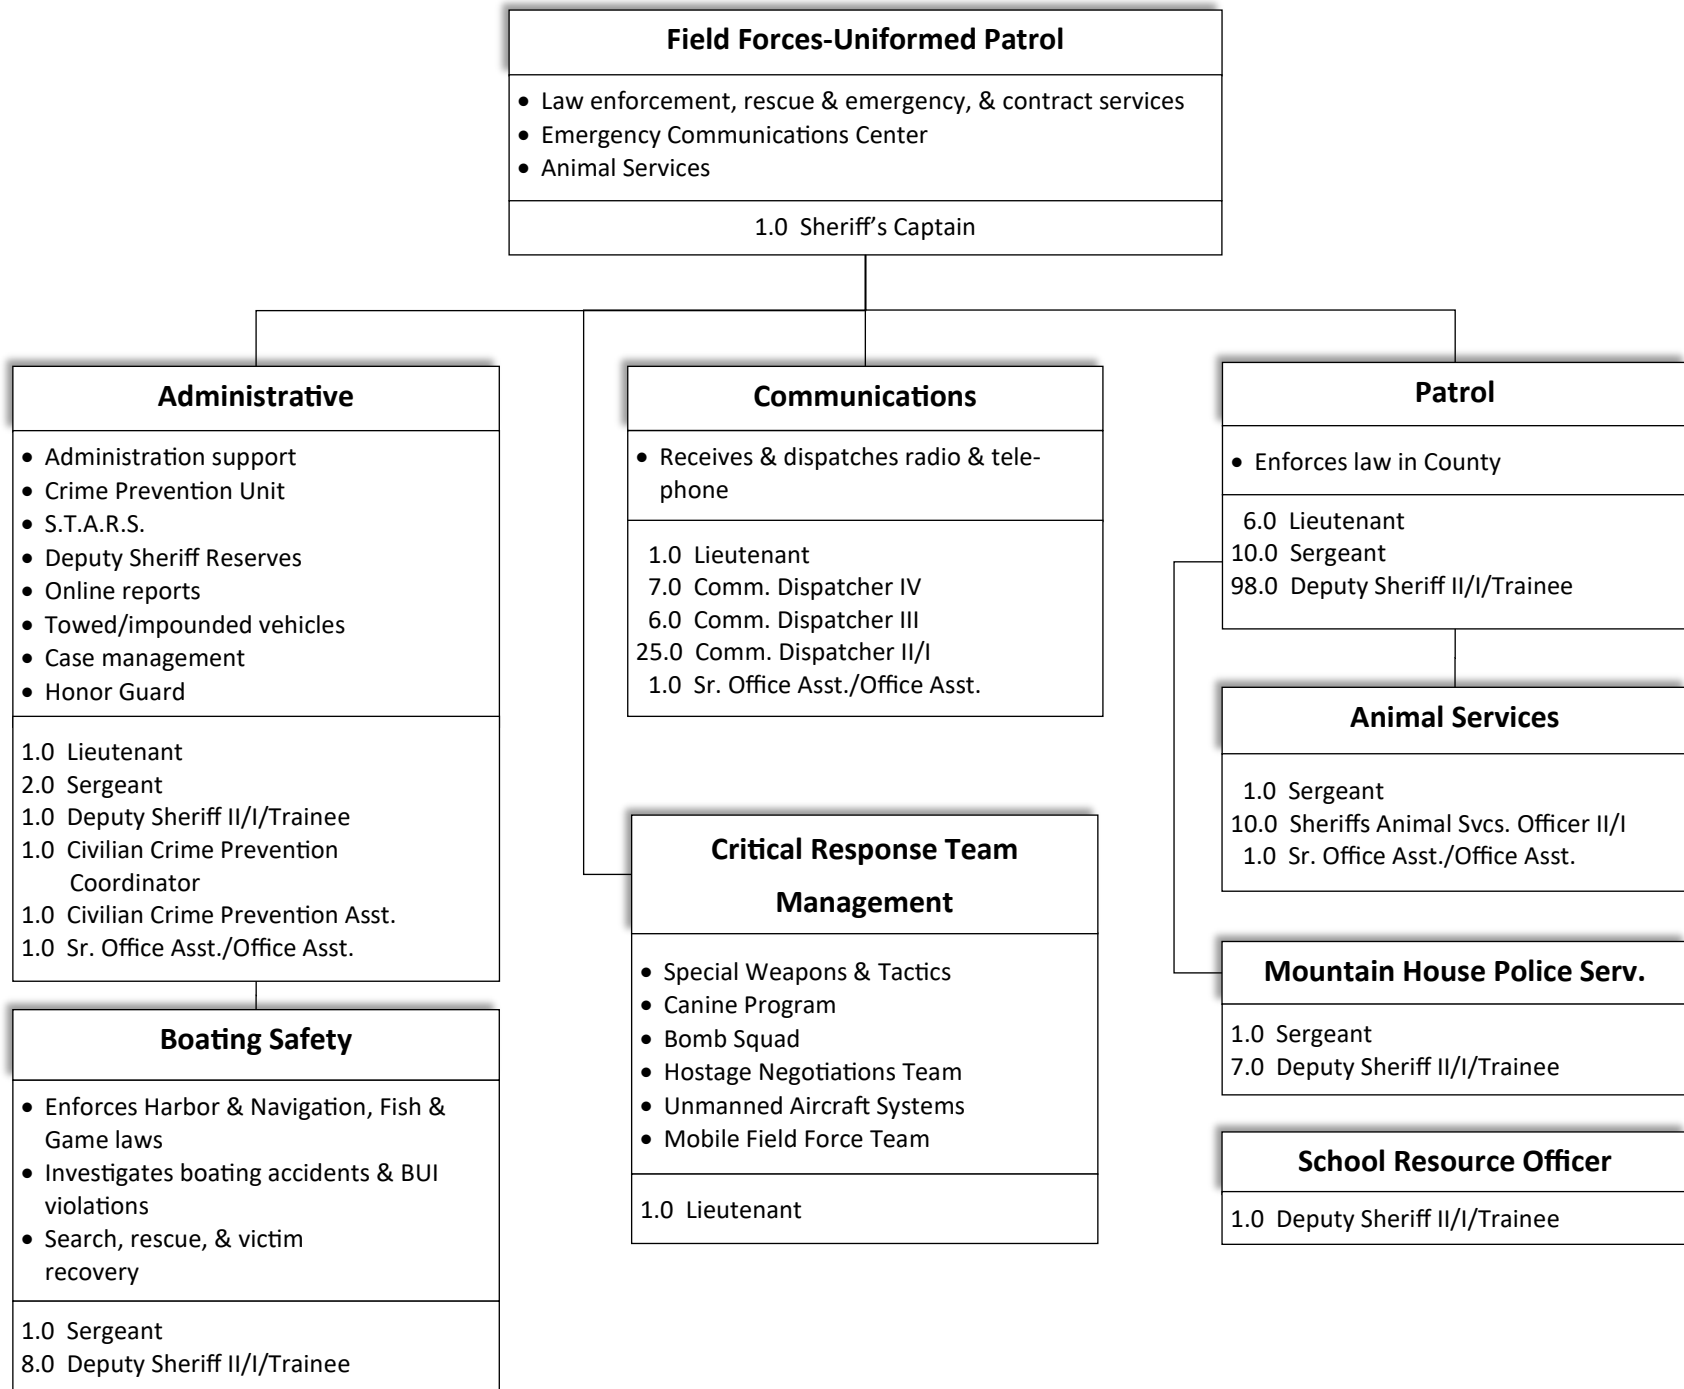 Field Forces-Uniformed Patrol
• Law enforcement, rescue & emergency, & contract services
• Emergency Communications Center
• Animal Services
1.0 Sheriff’s Captain
Administrative
• Administration support
• Crime Prevention Unit
• S.T.A.R.S.
• Deputy Sheriff Reserves
• Online reports
• Towed/impounded vehicles
• Case management
• Honor Guard
1.0 Lieutenant
2.0 Sergeant
1.0 Deputy Sheriff II/I/Trainee
1.0 Civilian Crime Prevention
Coordinator
1.0 Civilian Crime Prevention Asst.
1.0 Sr. Office Asst./Office Asst.
Boating Safety
• Enforces Harbor & Navigation, Fish &
Game laws
• Investigates boating accidents & BUI
violations
• Search, rescue, & victim
recovery
1.0 Sergeant
8.0 Deputy Sheriff II/I/Trainee
Communications
• Receives & dispatches radio & tele-
phone
1.0 Lieutenant
7.0 Comm. Dispatcher IV
6.0 Comm. Dispatcher III
25.0 Comm. Dispatcher II/I
1.0 Sr. Office Asst./Office Asst.
Critical Response Team
Management
• Special Weapons & Tactics
• Canine Program
• Bomb Squad
• Hostage Negotiations Team
• Unmanned Aircraft Systems
• Mobile Field Force Team
1.0 Lieutenant
Patrol
• Enforces law in County
6.0 Lieutenant
10.0 Sergeant
98.0 Deputy Sheriff II/I/Trainee
Animal Services
1.0 Sergeant
10.0 Sheriffs Animal Svcs. Officer II/I
1.0 Sr. Office Asst./Office Asst.
Mountain House Police Serv.
1.0 Sergeant
7.0 Deputy Sheriff II/I/Trainee
School Resource Officer
1.0 Deputy Sheriff II/I/Trainee